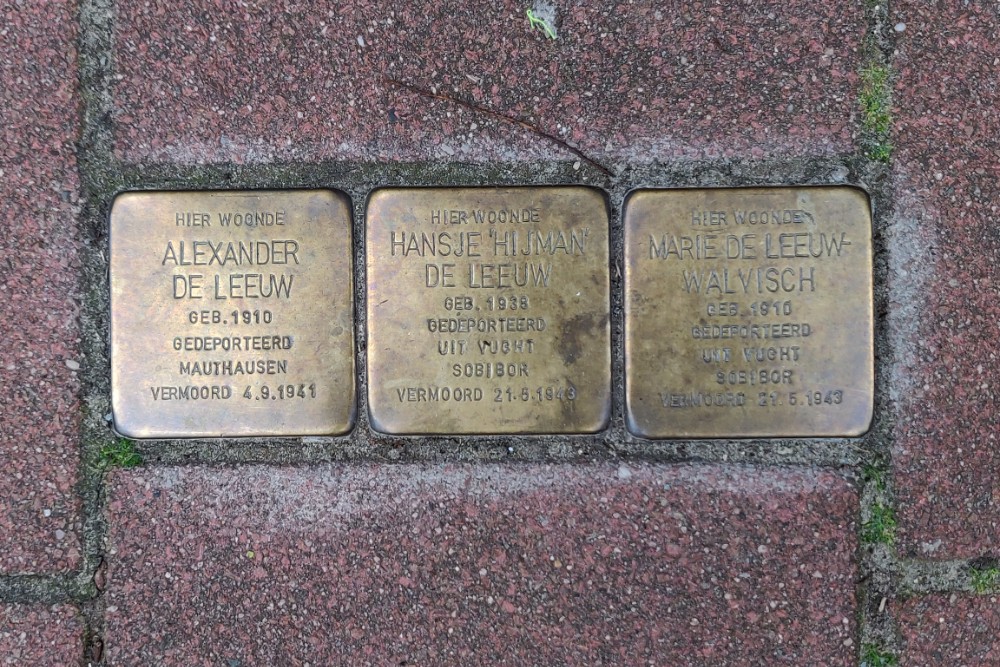 HIER WOONDE
ALEXANDER
DE LEEUW
GEB. 1910
GEDEPORTEERD
MAUTHAUSEN
VERMOORD 4.9.1941
HIER WOONDE
HANSJE 'HIJMAN'
DE LEEUW
GEB. 1938
GEDEPORTEERD
UIT VUGHT
SOBIBOR
VERMOORD 21.5.1943
HIER WOONDE
MARIE DE LEEUW-
WALVISCH
GEB. 1910
GEDEPORTEERD
UIT VUGHT
SOBIBOR
VERMOORD 21.5.1943